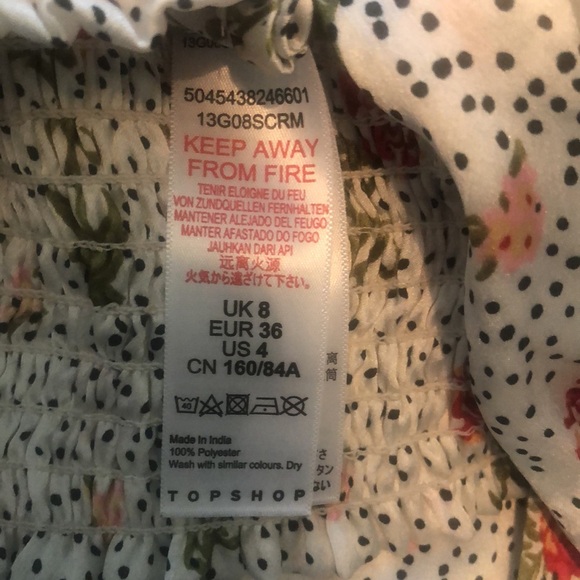 5045438246601
13G08SCRM
KEEP AWAY
FROM FIRE
TENIR ELOIGNE DU FEU
VON ZUNDQUELLEN FERNHALTEN
MANTENER ALEJADO DEL FEUGO
MANTER AFASTADO DO FOGO
JAUHKAN DARI API
远离火源
火気から遠ざけて下さい。
UK 8
EUR 36
US 4
CN 160/84A
40
Made In India
100% Polyester
Wash with similar colours. Dry
TOPSHOP